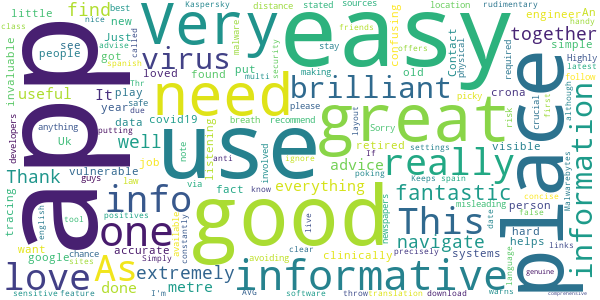 app
easy
Very
place
good
use
great
need
one
informative
brilliant
This
love
info
really
As
virus
information
fantastic
together
navigate
extremely
well
Thank
useful
everything
advice
find
little
nice
best
Kaspersky
distance
stated
sources
rudimentary
class
advise
Tory
new
malware
friends
location
engineer
An
Just
see
people
called
offers
stay
Contact
physical
simple
handy
invaluable
It
got
loved
found
put
multi
security
making
old
required
Highly
latest
developers
Uk
play
year
safe
due
please
picky
crona
follow
anything
covid19
breath
recommend
layout
risk
crucial
first
putting
data
note
anti
Sorry
retired
settings
If
Keeps spain
although
visible
vulnerable
job
involved
ignore
poking
person
false
Malwarebytes
tracing
guys
law
via
fact
know
newspapers
misleading
concise
english
tool
positives
listening
confusing
live
hard
date
want
google
accurate
clinically
precisely
helps
links
chance
Simply
available
constantly
avoiding
clear
systems
language
genuine
sites
done
metre
sensitive
feature
I'm
AVG
software
throw
translation
download
warns
comprehensive
spanish